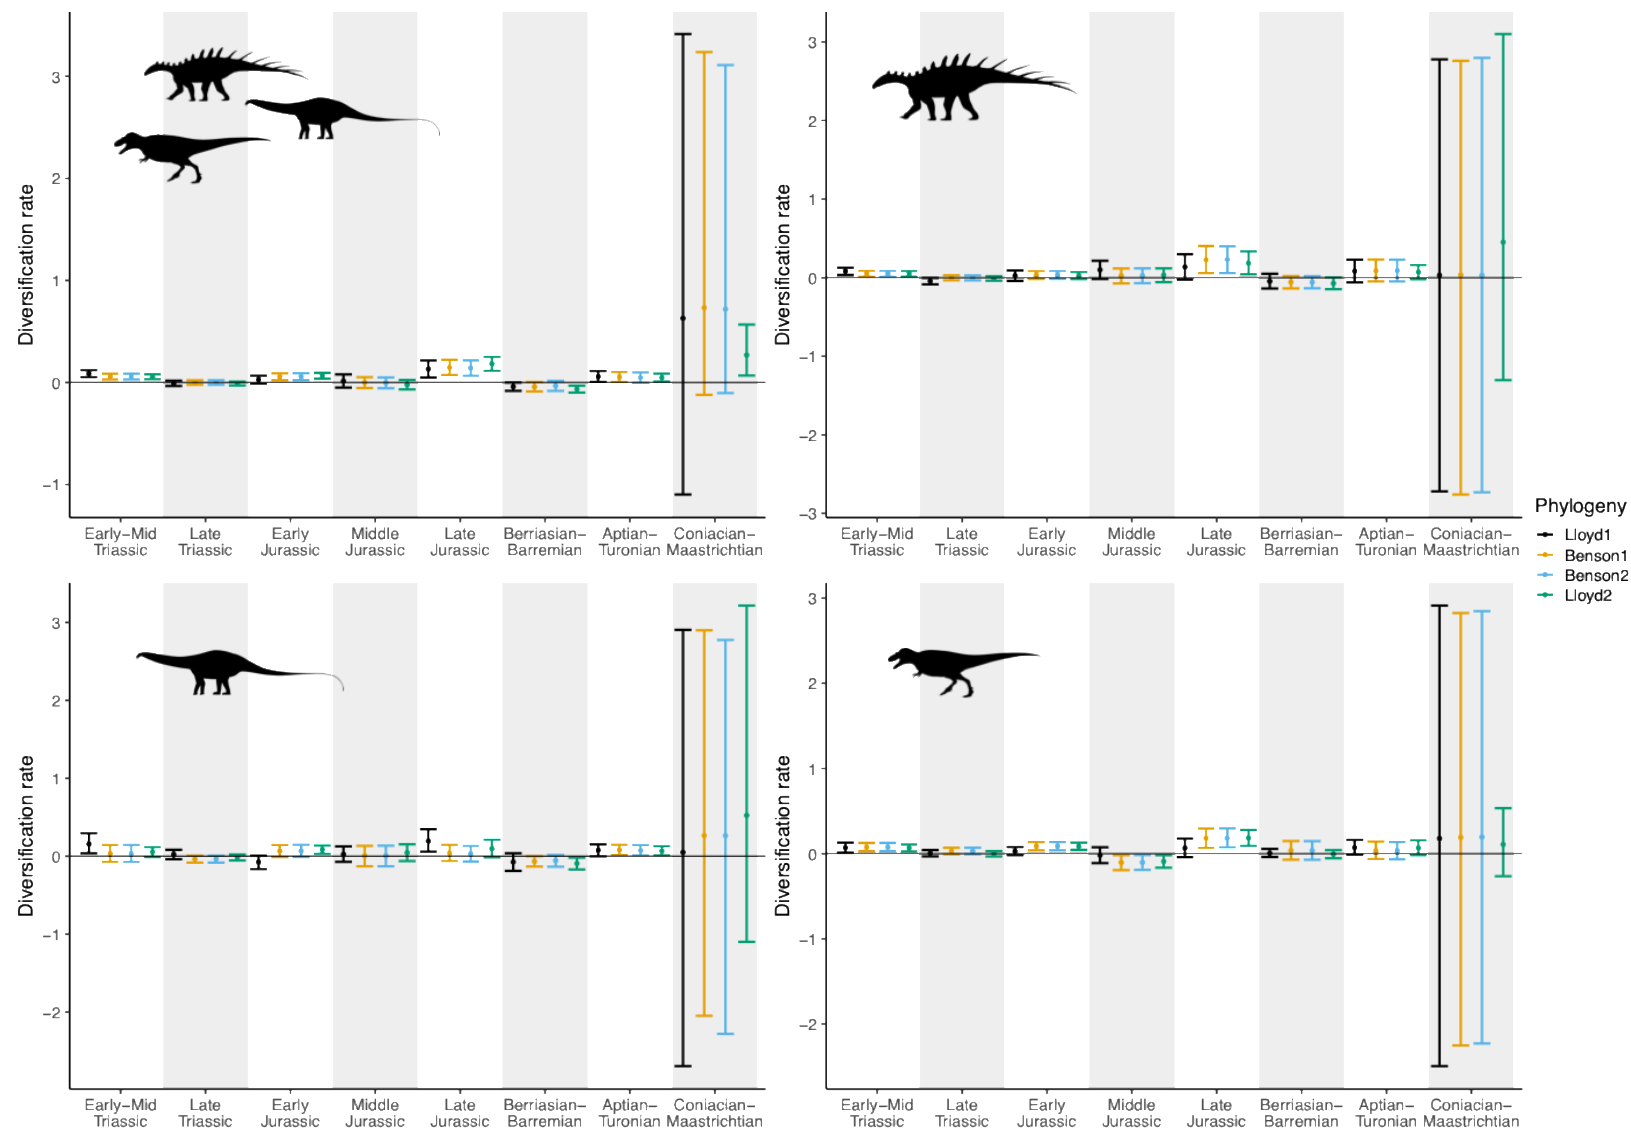 Diversification rate
3
2
1
0
−1
Early−Mid Triassic
Late Triassic
Early Jurassic
Middle Jurassic
Late Jurassic
Berriasian− Barremian
Aptian− Turonian
Coniacian− Maastrichtian
Diversification rate
3
2
1
0
−1
−2
−3
Early−Mid Triassic
Late Triassic
Early Jurassic
Middle Jurassic
Late Jurassic
Berriasian− Barremian
Aptian− Turonian
Coniacian− Maastrichtian
Phylogeny
Lloyd1
Benson1
Benson2
Lloyd2
Diversification rate
3
2
1
0
−1
−2
Early−Mid Triassic
Late Triassic
Early Jurassic
Middle Jurassic
Late Jurassic
Berriasian− Barremian
Aptian− Turonian
Coniacian− Maastrichtian
Diversification rate
3
2
1
0
−1
−2
Early−Mid Triassic
Late Triassic
Early Jurassic
Middle Jurassic
Late Jurassic
Berriasian− Barremian
Aptian− Turonian
Coniacian− Maastrichtian